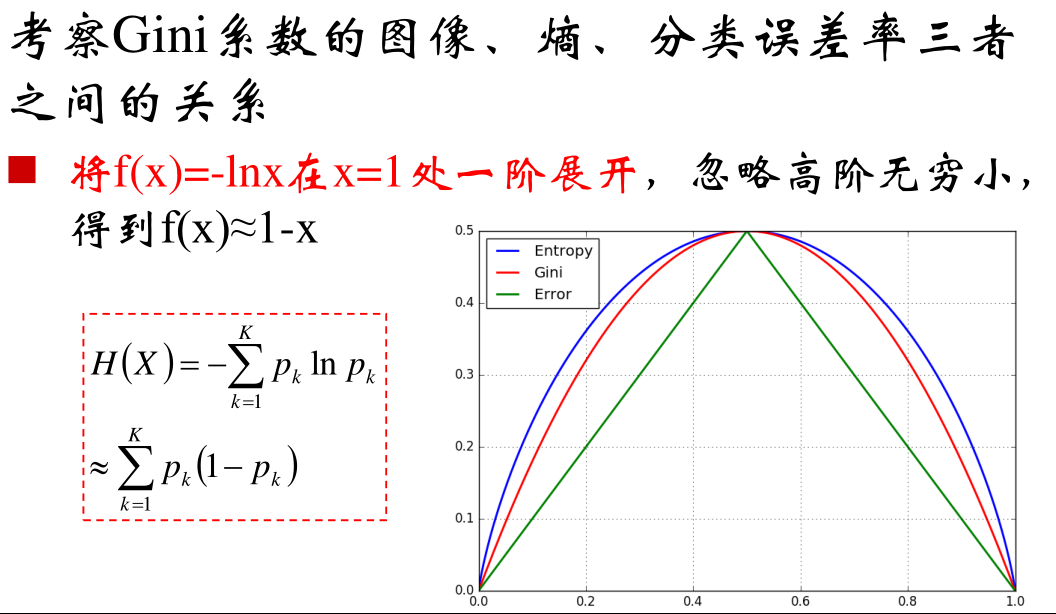 考察Gini系数的图像、熵、分类误差率三者
之间的关系
将f(x)=-lnx在x=1处一阶展开，忽略高阶无穷小，
得到f(x)≈1-x
H(X)=-∑_{k=1}^{K} p_k ln p_k
≈∑_{k=1}^{K} p_k(1-p_k)
Entropy
Gini
Error
0.5
0.4
0.3
0.2
0.1
0.0
0.0 0.2 0.4 0.6 0.8 1.0